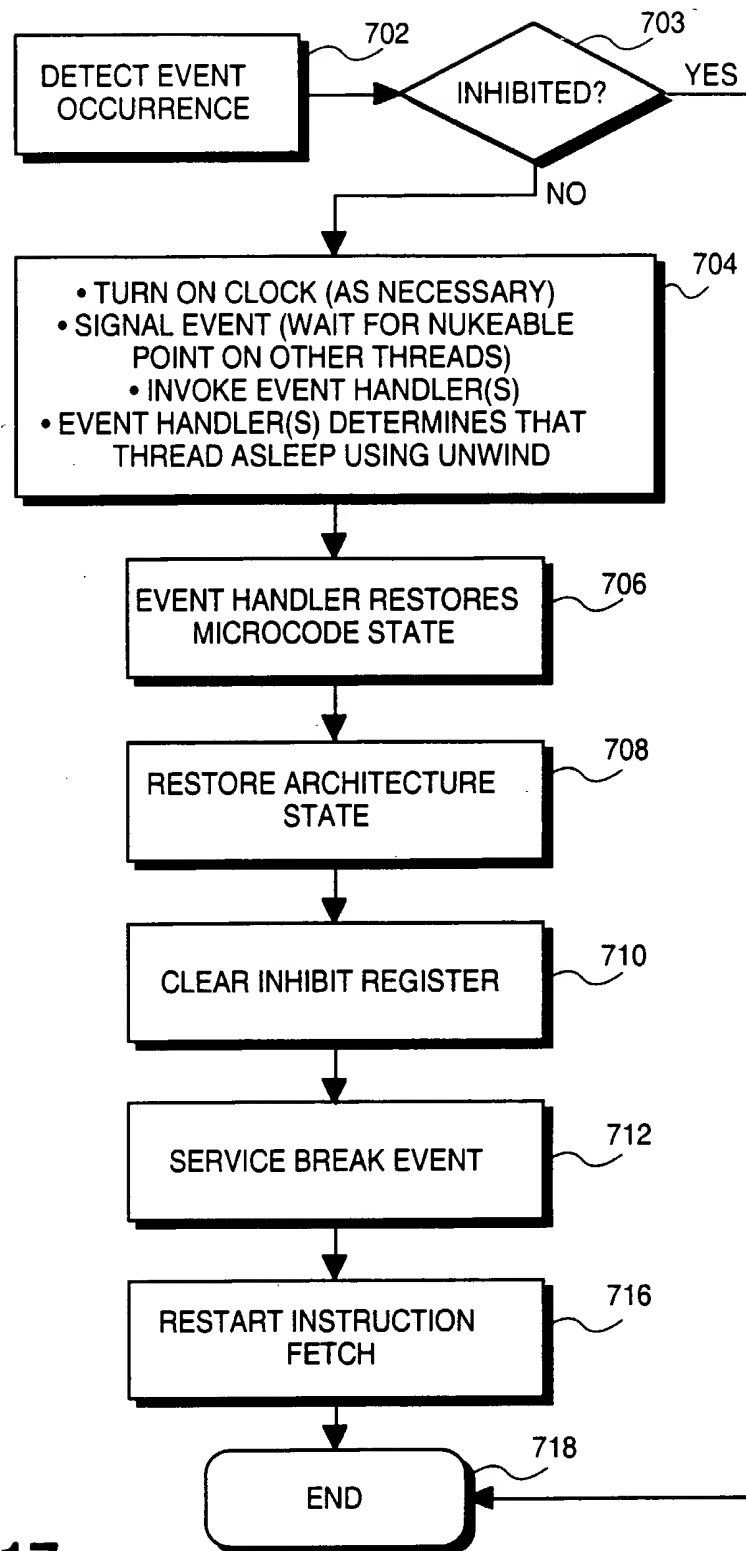 702
DETECT EVENT
OCCURRENCE
703
INHIBITED?
YES
NO
704
• TURN ON CLOCK (AS NECESSARY)
• SIGNAL EVENT (WAIT FOR NUKEABLE
POINT ON OTHER THREADS)
• INVOKE EVENT HANDLER(S)
• EVENT HANDLER(S) DETERMINES THAT
THREAD ASLEEP USING UNWIND
706
EVENT HANDLER RESTORES
MICROCODE STATE
708
RESTORE ARCHITECTURE
STATE
710
CLEAR INHIBIT REGISTER
712
SERVICE BREAK EVENT
716
RESTART INSTRUCTION
FETCH
718
END